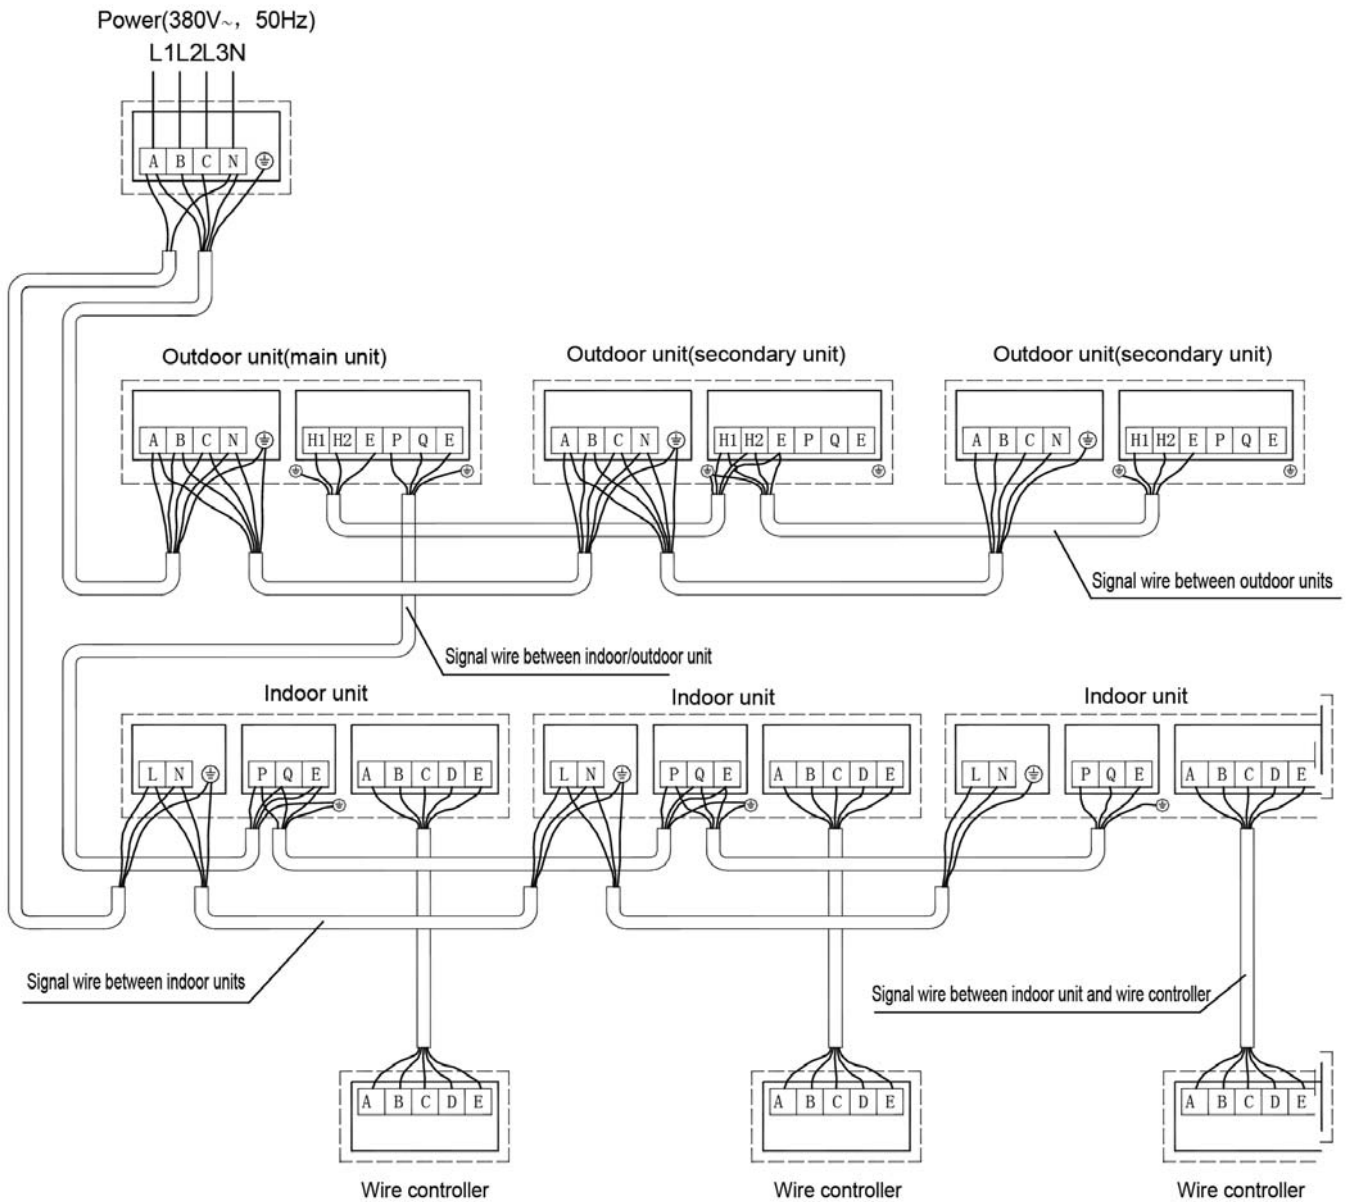 Power(380V~, 50Hz)
L1L2L3N
A B C N
Outdoor unit(main unit)
Outdoor unit(secondary unit)
Outdoor unit(secondary unit)
A B C N H1 H2 E P Q E
A B C N H1 H2 E P Q E
A B C N H1 H2 E P Q E
Signal wire between outdoor units
Signal wire between indoor/outdoor unit
Indoor unit
Indoor unit
Indoor unit
L N P Q E A B C D E
L N P Q E A B C D E
L N P Q E A B C D E
Signal wire between indoor units
Signal wire between indoor unit and wire controller
A B C D E
A B C D E
A B C D E
Wire controller
Wire controller
Wire controller